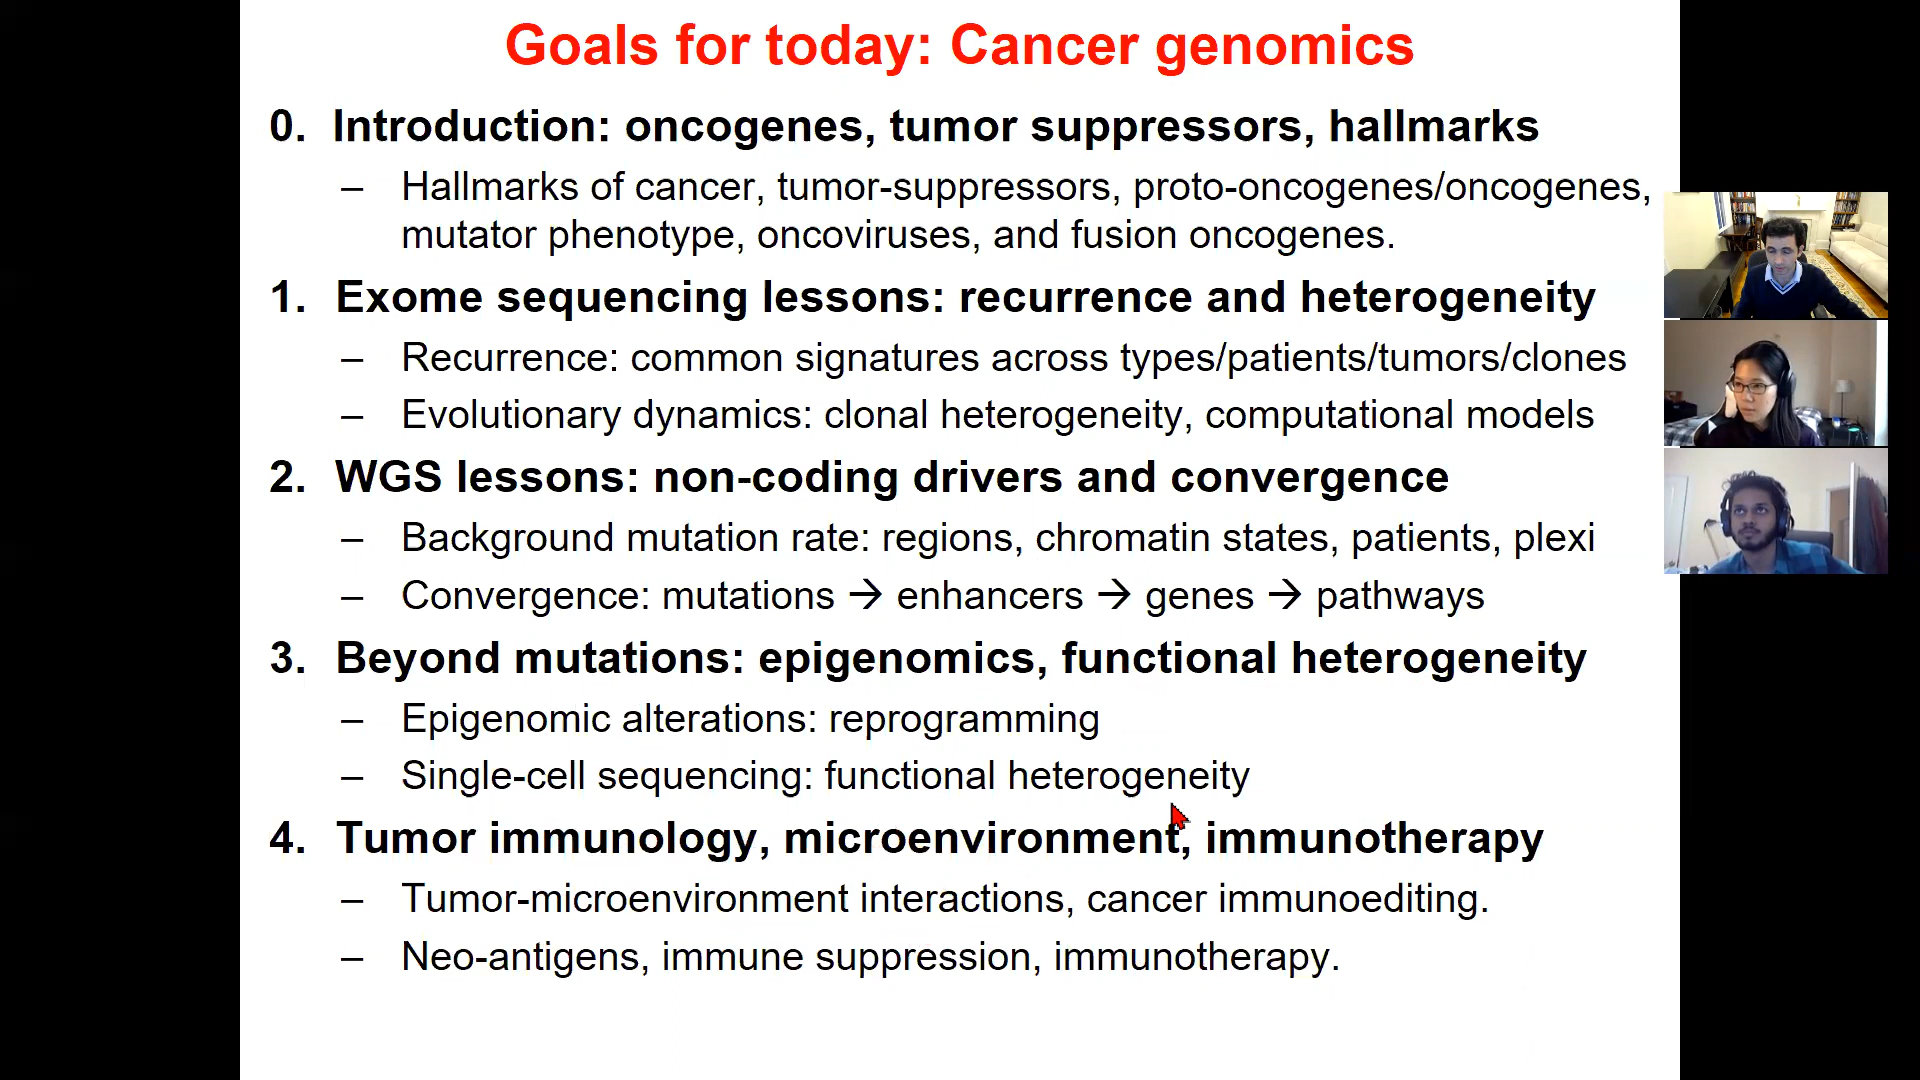 Goals for today: Cancer genomics
0. Introduction: oncogenes, tumor suppressors, hallmarks
– Hallmarks of cancer, tumor-suppressors, proto-oncogenes/oncogenes,
mutator phenotype, oncoviruses, and fusion oncogenes.
1. Exome sequencing lessons: recurrence and heterogeneity
– Recurrence: common signatures across types/patients/tumors/clones
– Evolutionary dynamics: clonal heterogeneity, computational models
2. WGS lessons: non-coding drivers and convergence
– Background mutation rate: regions, chromatin states, patients, plexi
– Convergence: mutations → enhancers → genes → pathways
3. Beyond mutations: epigenomics, functional heterogeneity
– Epigenomic alterations: reprogramming
– Single-cell sequencing: functional heterogeneity
4. Tumor immunology, microenvironment, immunotherapy
– Tumor-microenvironment interactions, cancer immunoediting.
– Neo-antigens, immune suppression, immunotherapy.